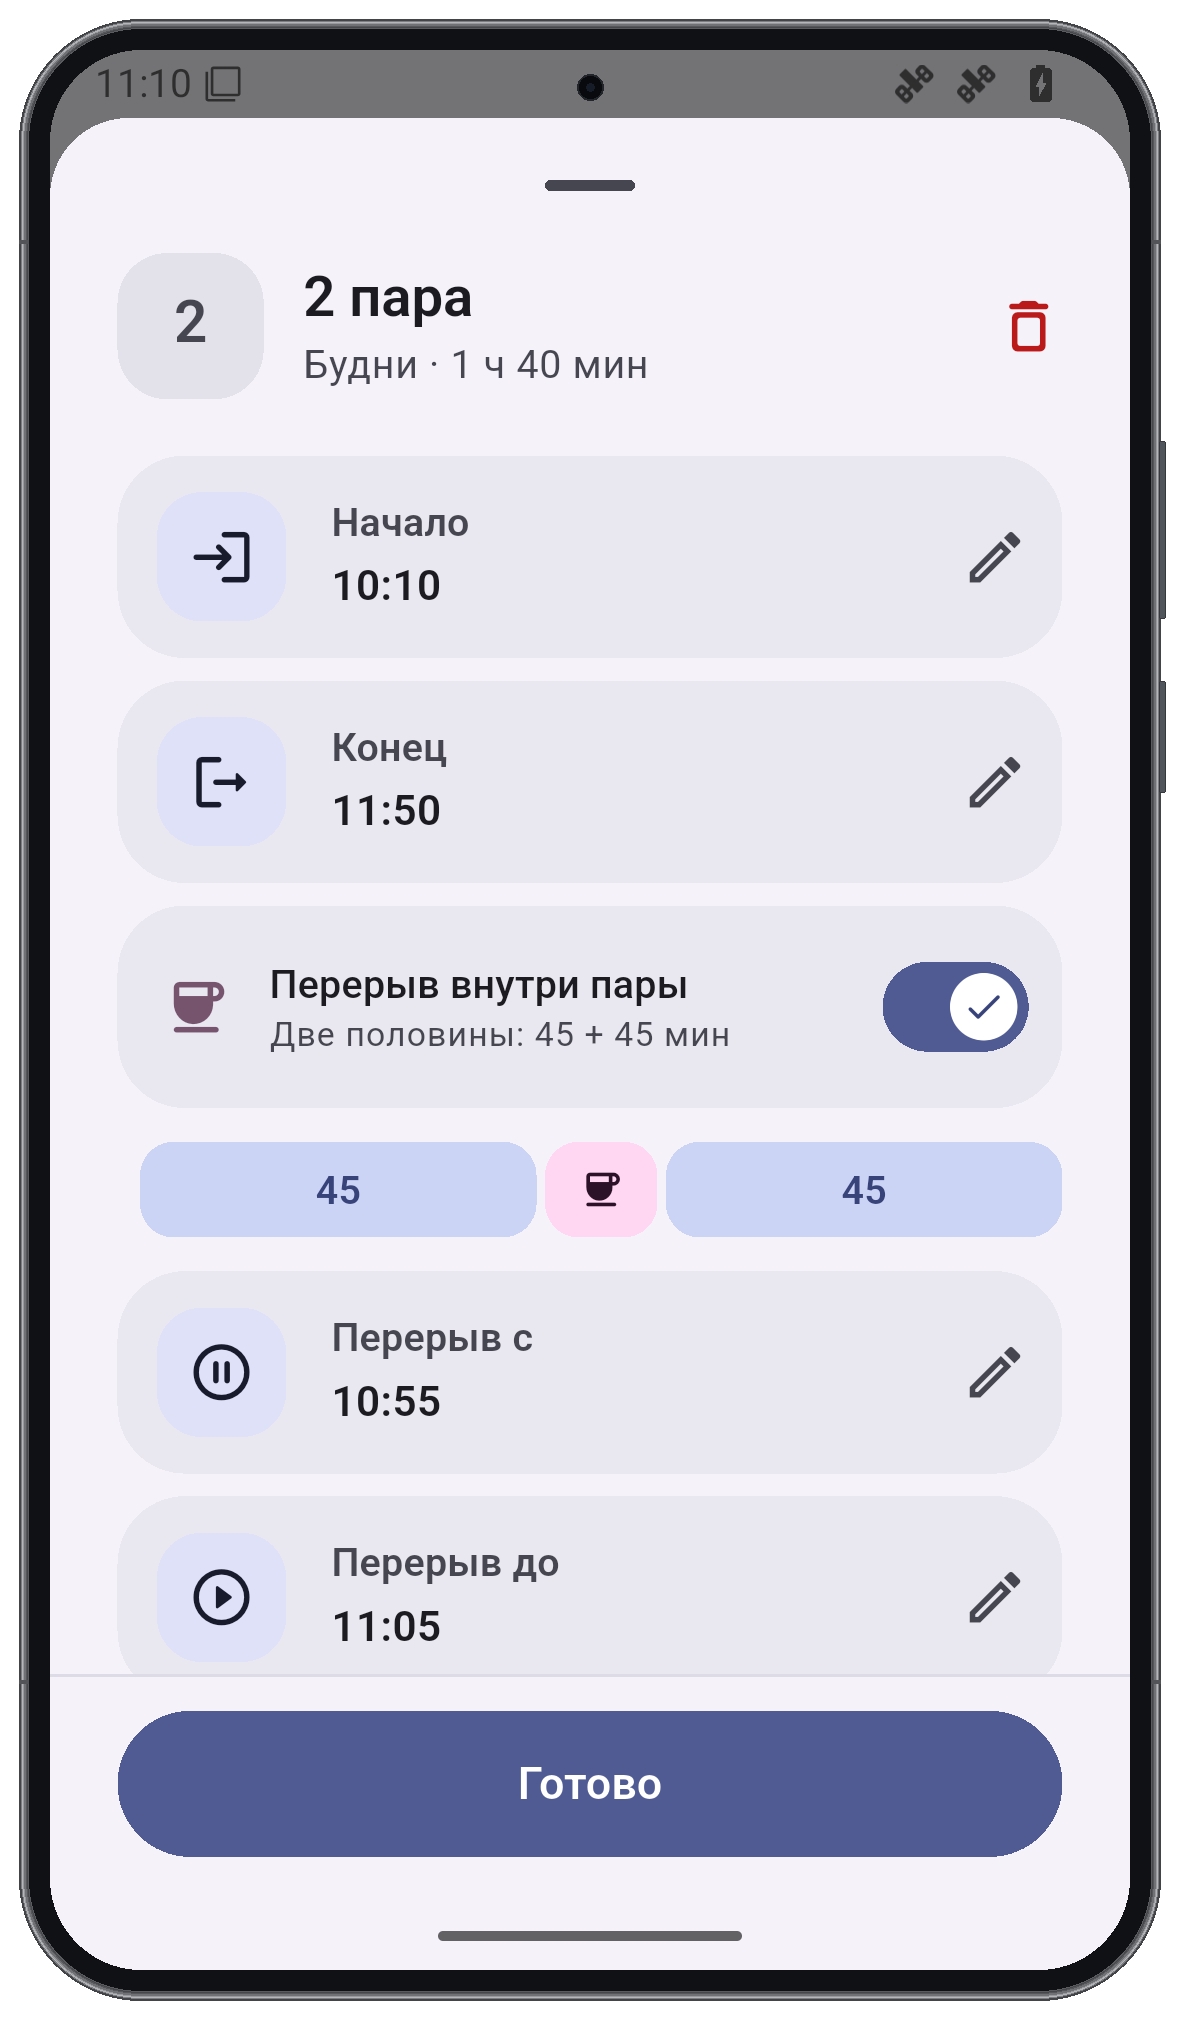 11:10
2
2 пара
Будни · 1 ч 40 мин
Начало
10:10
Конец
11:50
Перерыв внутри пары
Две половины: 45 + 45 мин
45
45
Перерыв с
10:55
Перерыв до
11:05
Готово